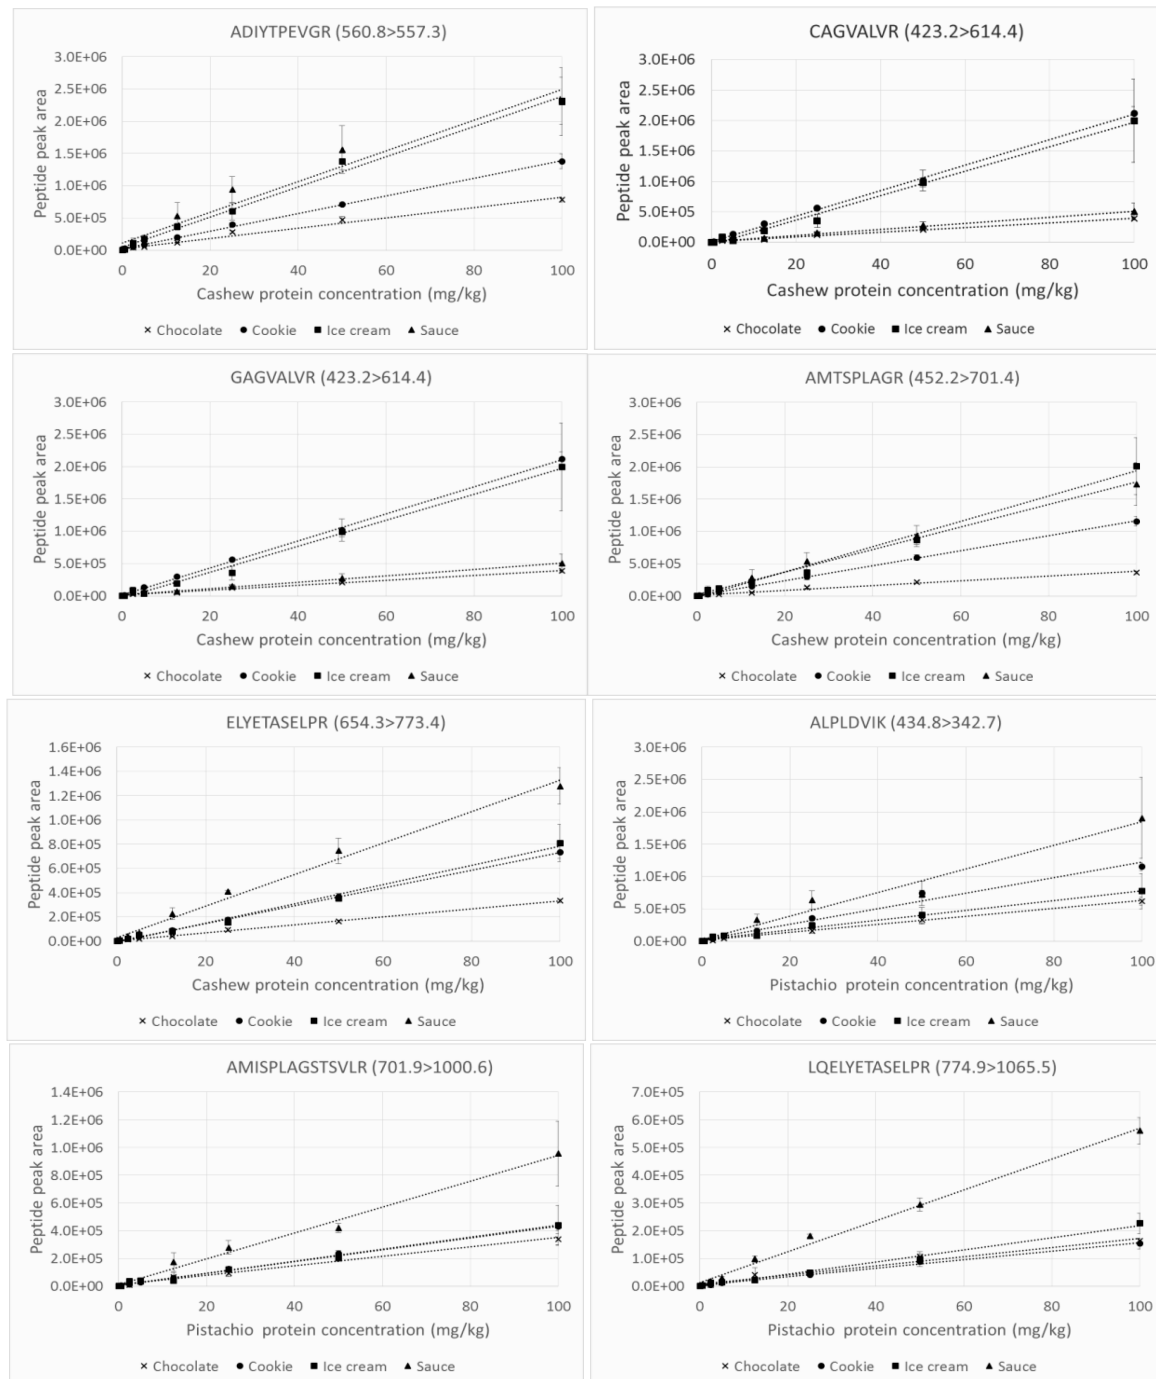 ADIYTPEVGR (560.8>557.3)
3.0E+06
2.5E+06
2.0E+06
1.5E+06
1.0E+06
5.0E+05
0.0E+00
Peptide peak area
0 20 40 60 80 100
Cashew protein concentration (mg/kg)
× Chocolate ● Cookie ■ Ice cream ▲ Sauce
CAGVALVR (423.2>614.4)
3.0E+06
2.5E+06
2.0E+06
1.5E+06
1.0E+06
5.0E+05
0.0E+00
Peptide peak area
0 20 40 60 80 100
Cashew protein concentration (mg/kg)
× Chocolate ● Cookie ■ Ice cream ▲ Sauce
GAGVALVR (423.2>614.4)
3.0E+06
2.5E+06
2.0E+06
1.5E+06
1.0E+06
5.0E+05
0.0E+00
Peptide peak area
0 20 40 60 80 100
Cashew protein concentration (mg/kg)
× Chocolate ● Cookie ■ Ice cream ▲ Sauce
AMTSPLAGR (452.2>701.4)
3.0E+06
2.5E+06
2.0E+06
1.5E+06
1.0E+06
5.0E+05
0.0E+00
Peptide peak area
0 20 40 60 80 100
Cashew protein concentration (mg/kg)
× Chocolate ● Cookie ■ Ice cream ▲ Sauce
ELYETASELPR (654.3>773.4)
1.6E+06
1.4E+06
1.2E+06
1.0E+06
8.0E+05
6.0E+05
4.0E+05
2.0E+05
0.0E+00
Peptide peak area
0 20 40 60 80 100
Cashew protein concentration (mg/kg)
× Chocolate ● Cookie ■ Ice cream ▲ Sauce
ALPLDVIK (434.8>342.7)
3.0E+06
2.5E+06
2.0E+06
1.5E+06
1.0E+06
5.0E+05
0.0E+00
Peptide peak area
0 20 40 60 80 100
Pistachio protein concentration (mg/kg)
× Chocolate ● Cookie ■ Ice cream ▲ Sauce
AMISPLAGSTSVLR (701.9>1000.6)
1.4E+06
1.2E+06
1.0E+06
8.0E+05
6.0E+05
4.0E+05
2.0E+05
0.0E+00
Peptide peak area
0 20 40 60 80 100
Pistachio protein concentration (mg/kg)
× Chocolate ● Cookie ■ Ice cream ▲ Sauce
LQELYETASELPR (774.9>1065.5)
7.0E+05
6.0E+05
5.0E+05
4.0E+05
3.0E+05
2.0E+05
1.0E+05
0.0E+00
Peptide peak area
0 20 40 60 80 100
Pistachio protein concentration (mg/kg)
× Chocolate ● Cookie ■ Ice cream ▲ Sauce